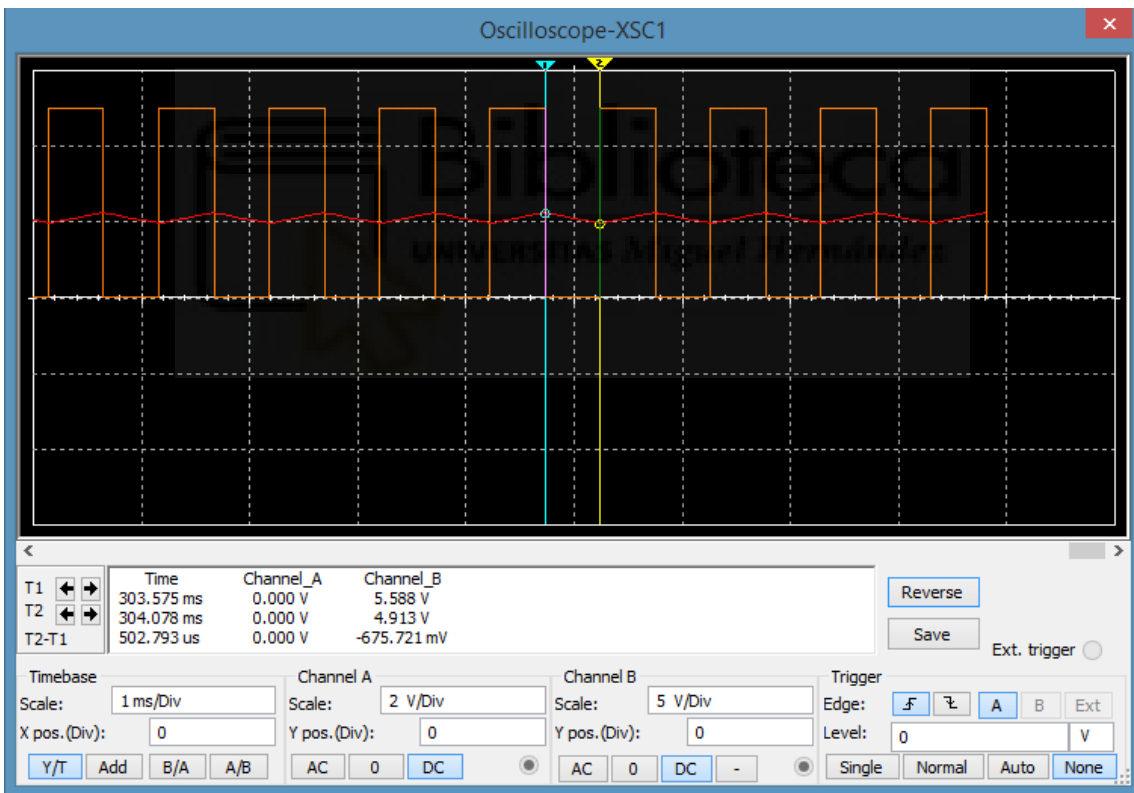 Oscilloscope-XSC1
1 2
Biblioteca
UNIVERSITAS Miguel Hernández
T1
T2
T2-T1
Time Channel_A Channel_B
303.575 ms 0.000 V 5.588 V
304.078 ms 0.000 V 4.913 V
502.793 us 0.000 V -675.721 mV
Reverse
Save
Ext. trigger
Timebase
Scale: 1 ms/Div
X pos.(Div): 0
Y/T Add B/A A/B
Channel A
Scale: 2 V/Div
Y pos.(Div): 0
AC 0 DC
Channel B
Scale: 5 V/Div
Y pos.(Div): 0
AC 0 DC -
Trigger
Edge: A B Ext
Level: 0 V
Single Normal Auto None